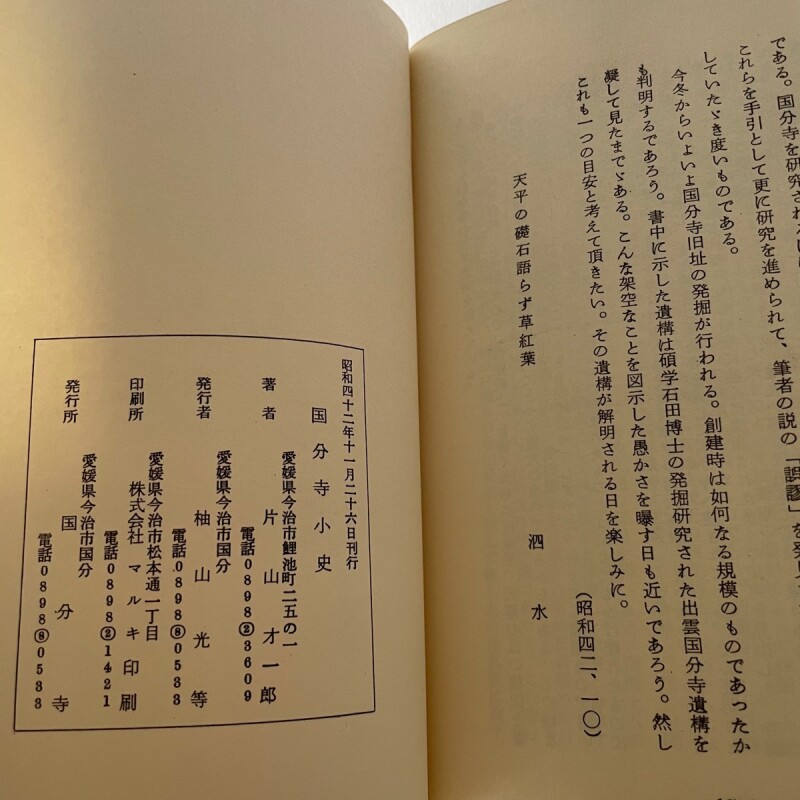 である。国分寺を研究され
これらを手引として更に研究を進められて、筆者の説の「誤謬」を発見
していたゞき度いものである。
今冬からいよいよ国分寺旧址の発掘が行われる。創建時は如何なる規模のものであったか
も判明するであろう。書中に示した遺構は碩学石田博士の発掘研究された出雲国分寺遺構を
凝して見たまでゞある。こんな架空なことを図示した愚かさを曝す日も近いであろう。然し
これも一つの目安と考えて頂きたい。その遺構が解明される日を楽しみに。
(昭和四二、一〇)
天平の礎石語らず草紅葉
泗水
昭和四十二年十一月二十六日刊行
国分寺小史
著者 愛媛県今治市鯉池町二五の一
片山才一郎
電話0898②3609
発行者 愛媛県今治市国分
柚山光等
電話0898⑧0533
印刷所 愛媛県今治市松本通一丁目
株式会社マルキ印刷
電話0898②1421
発行所 愛媛県今治市国分
国分寺
電話0898⑧0533